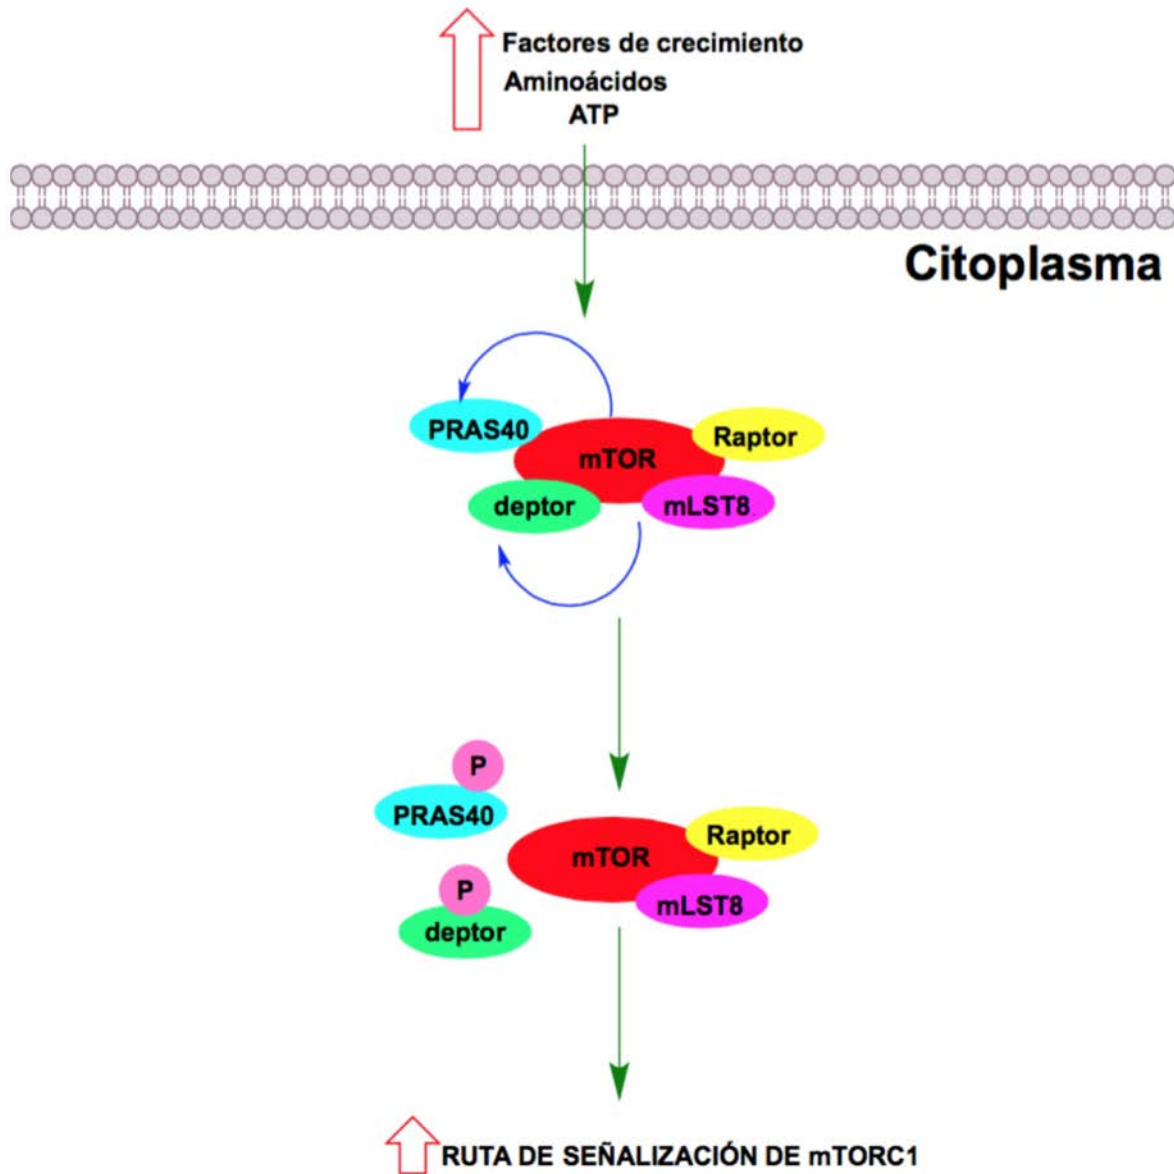 Factores de crecimiento
Aminoácidos
ATP
Citoplasma
PRAS40
mTOR
Raptor
deptor
mLST8
P
PRAS40
mTOR
Raptor
P
deptor
mLST8
RUTA DE SEÑALIZACIÓN DE mTORC1